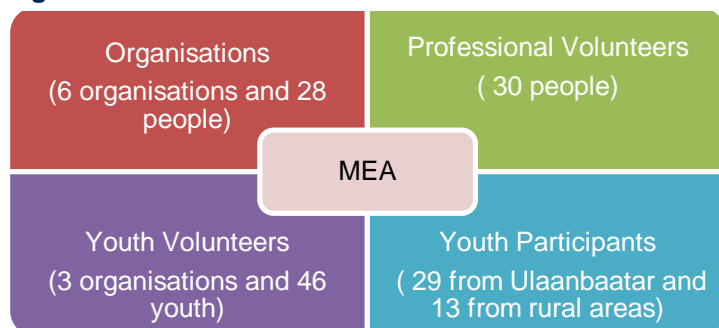 Organisations
(6 organisations and 28
people)
Professional Volunteers
( 30 people)
MEA
Youth Volunteers
(3 organisations and 46
youth)
Youth Participants
( 29 from Ulaanbaatar and
13 from rural areas)